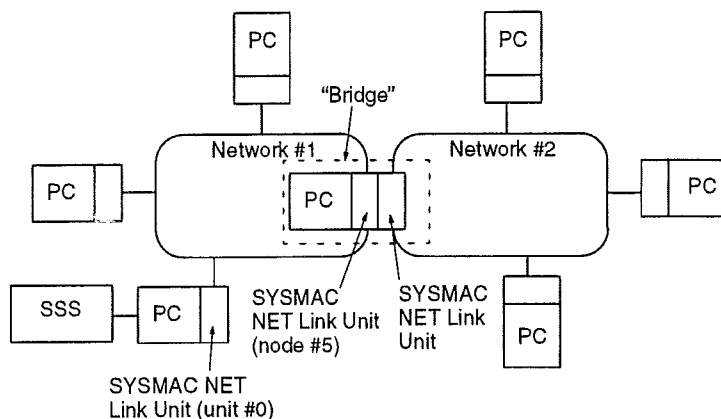 PC
PC
"Bridge"
Network #1
Network #2
PC
PC
PC
SSS
PC
SYSMAC
NET Link Unit
(node #5)
SYSMAC
NET Link
Unit
PC
SYSMAC NET
Link Unit (unit #0)